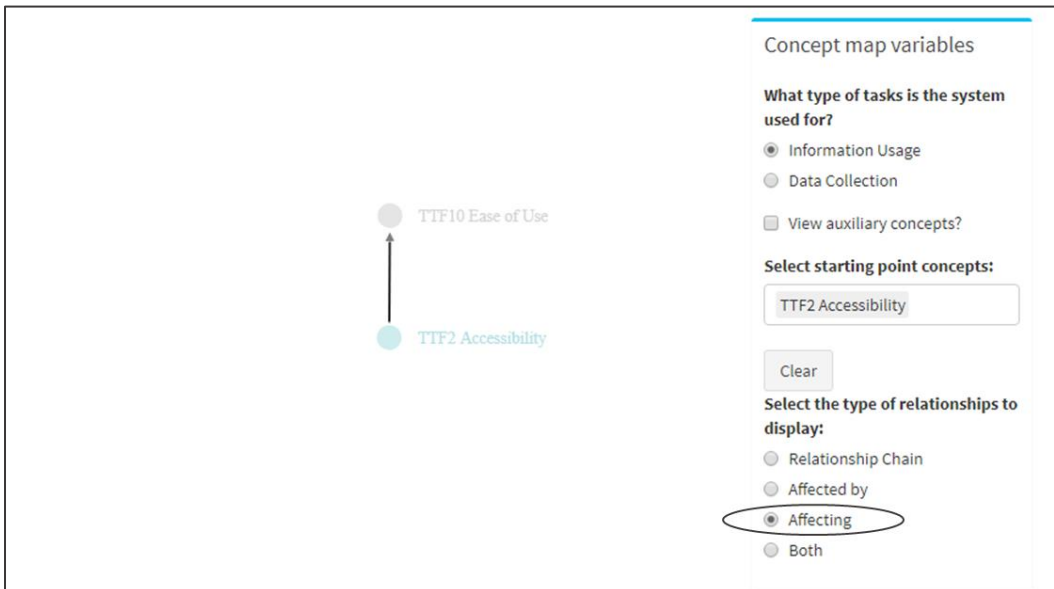 TTF10 Ease of Use
TTF2 Accessibility
Concept map variables
What type of tasks is the system
used for?
Information Usage
Data Collection
View auxiliary concepts?
Select starting point concepts:
TTF2 Accessibility
Clear
Select the type of relationships to
display:
Relationship Chain
Affected by
Affecting
Both